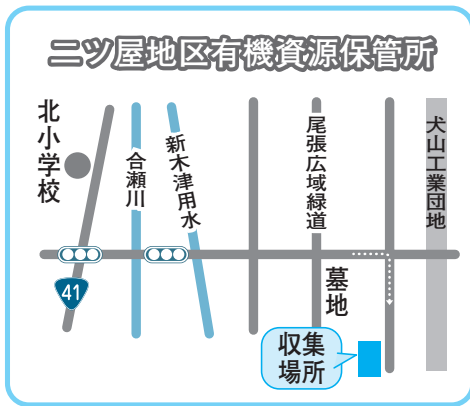 二ツ屋地区有機資源保管所
北小学校
合瀬川
新木津用水
尾張広域緑道
犬山工業団地
41
墓地
収集
場所